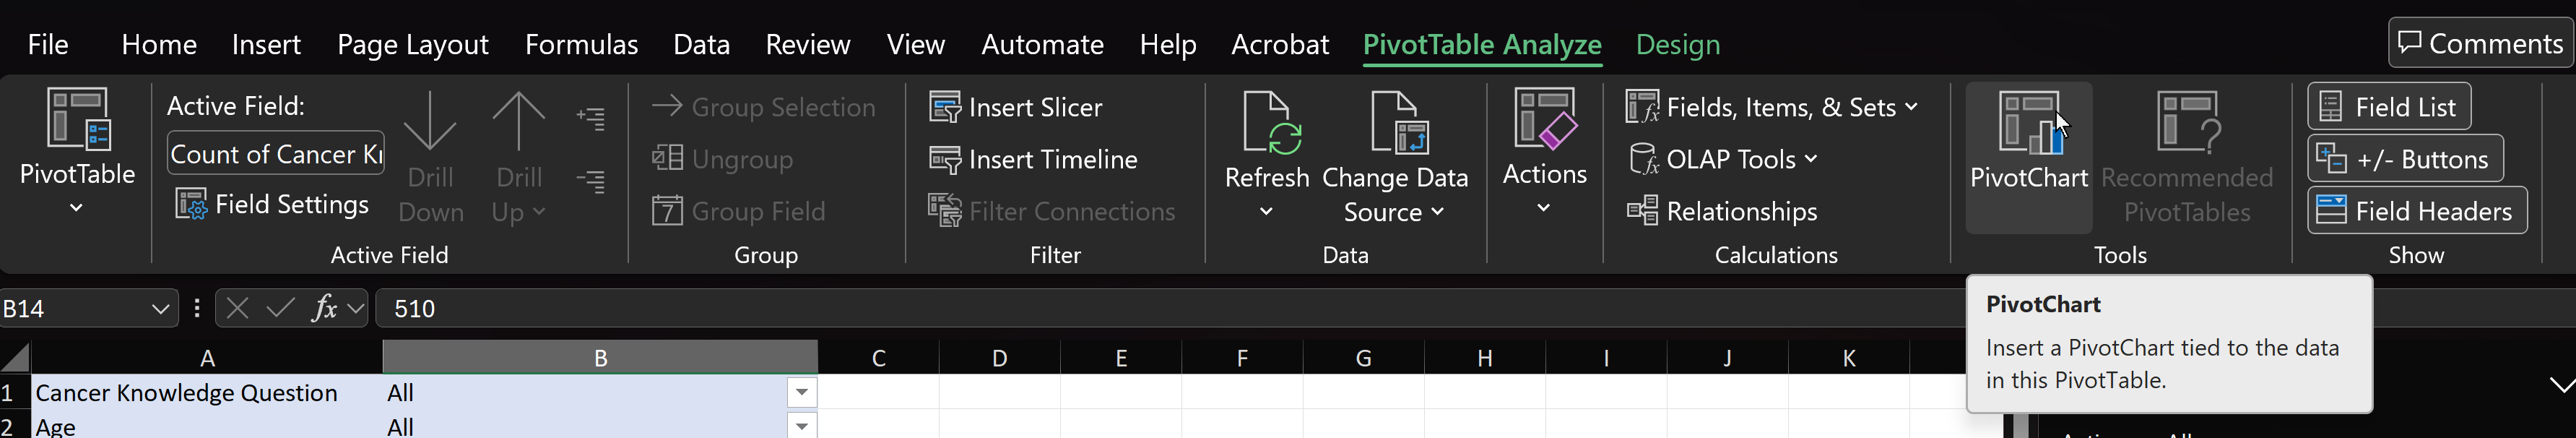 File Home Insert Page Layout Formulas Data Review View Automate Help Acrobat PivotTable Analyze Design Comments
PivotTable
Active Field:
Count of Cancer K
Field Settings
Drill
Down
Drill
Up
Active Field
Group Selection
Ungroup
7 Group Field
Group
Insert Slicer
Insert Timeline
Filter Connections
Filter
Refresh
Change Data
Source
Data
Actions
fx Fields, Items, & Sets
fx OLAP Tools
Relationships
Calculations
PivotChart
? Recommended
PivotTables
Tools
Field List
+/- Buttons
Field Headers
Show
B14 fx 510
PivotChart
Insert a PivotChart tied to the data
in this PivotTable.
A B C D E F G H I J K
1 Cancer Knowledge Question All
2 Age All